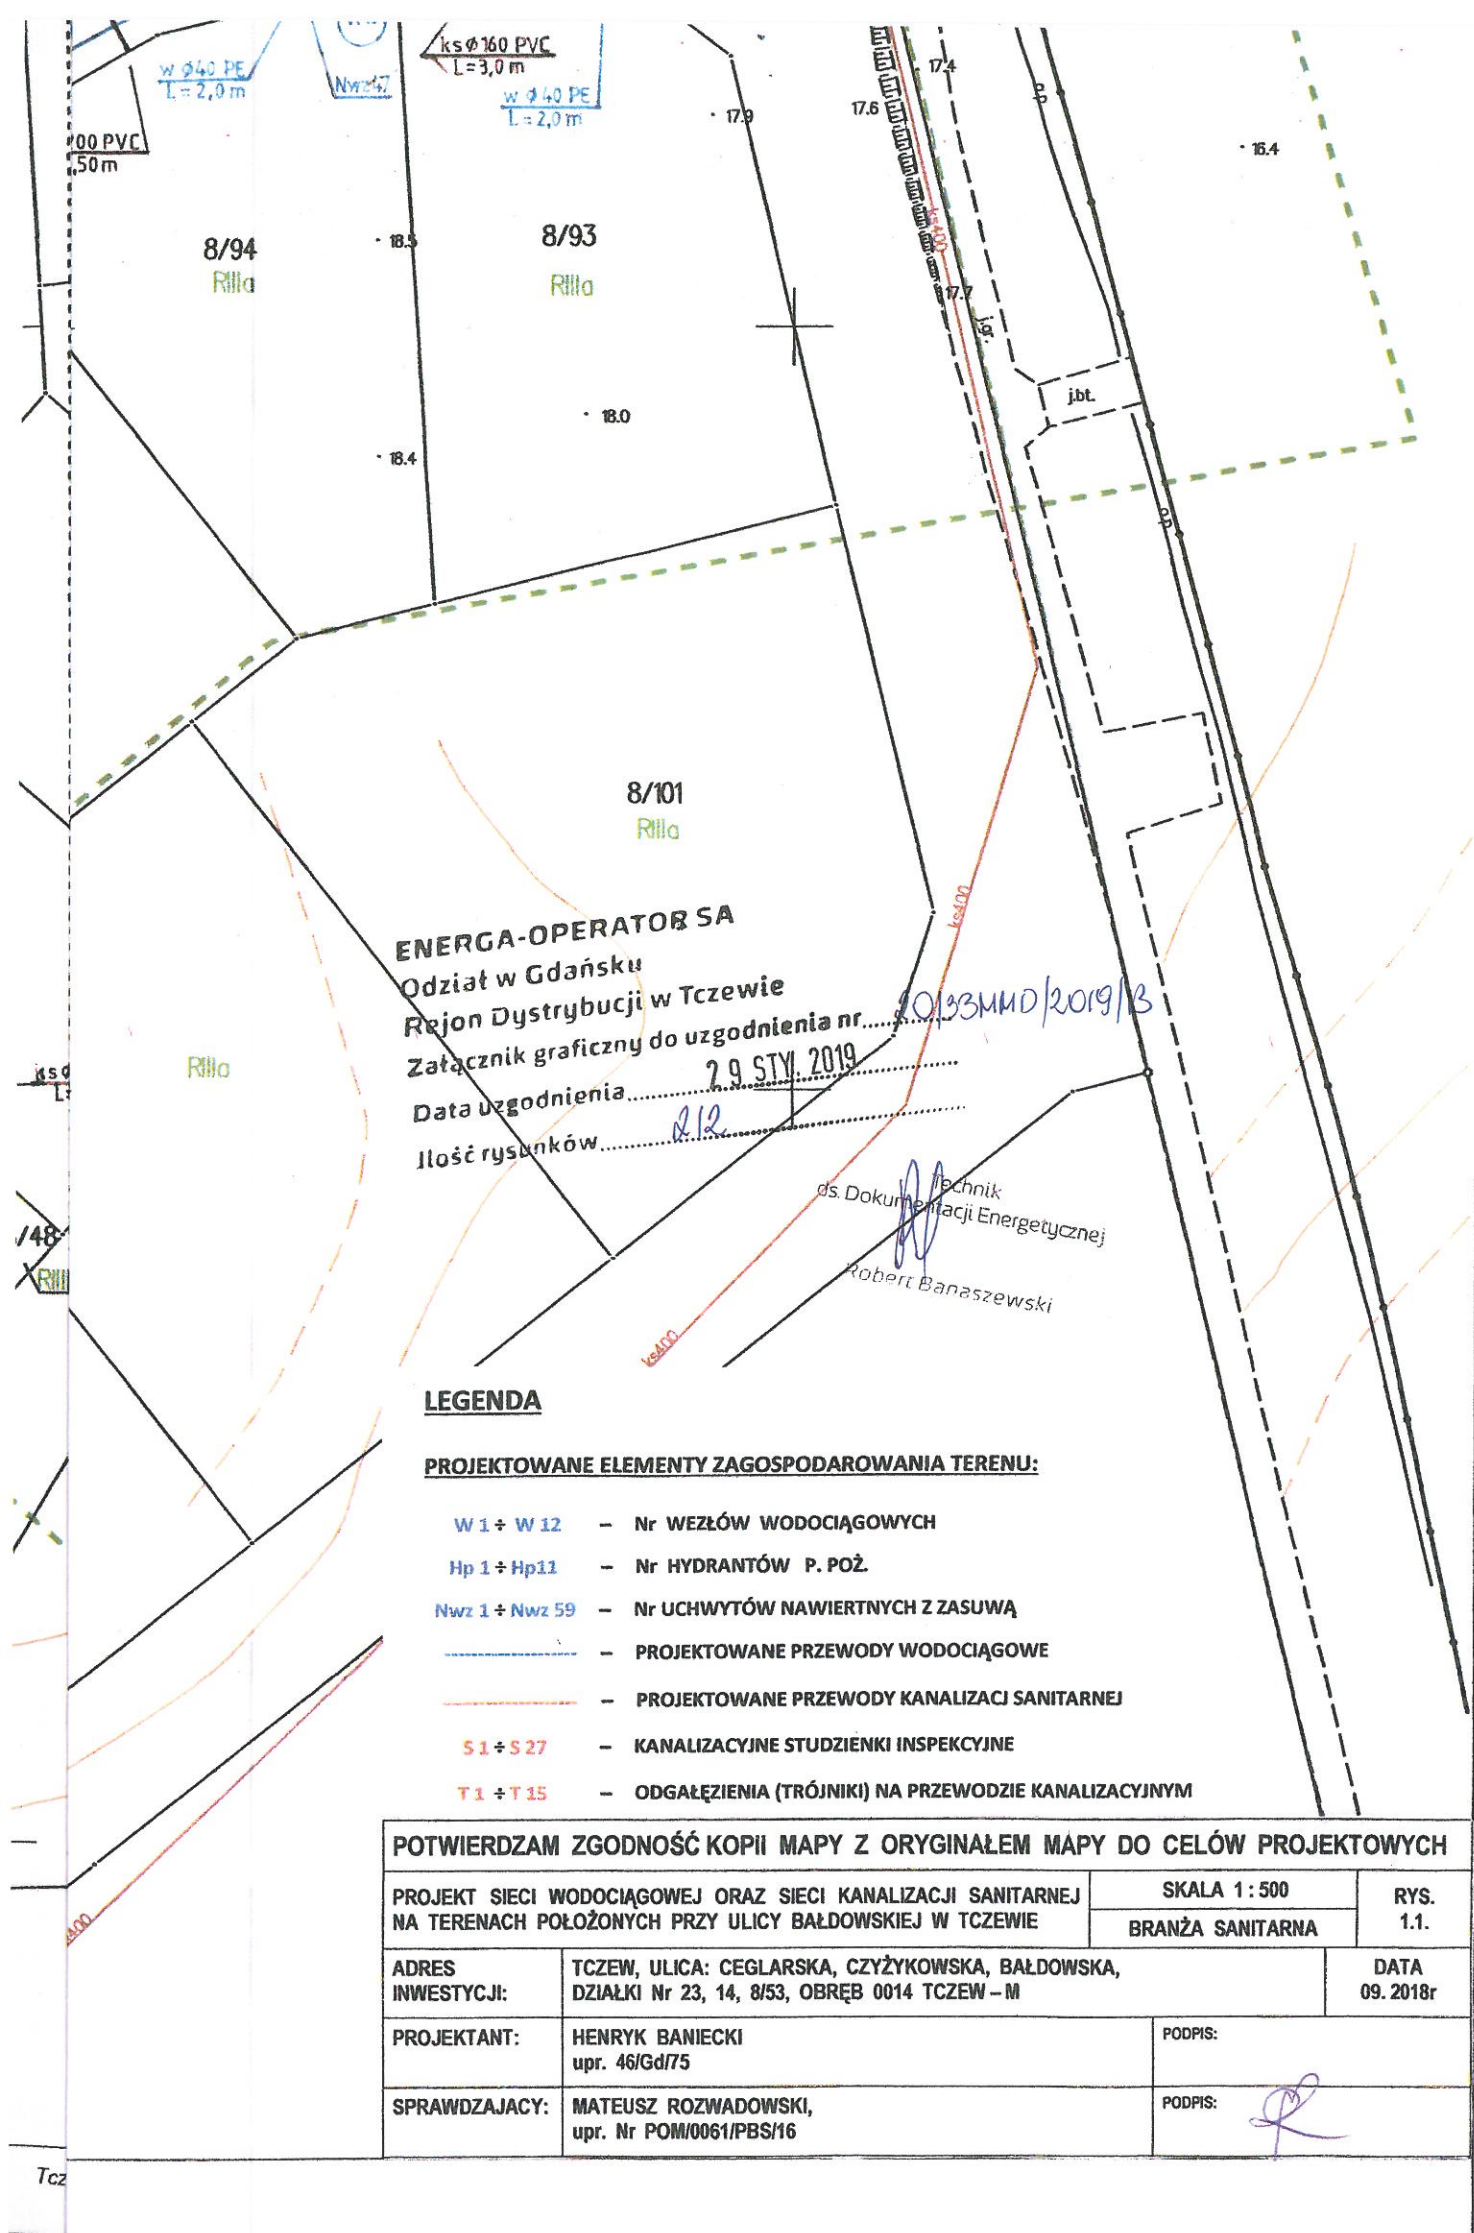 w ø40 PE
L=2,0 m
Nwz47
ksø160 PVC
L=3,0 m
w ø40 PE
L=2,0 m
00 PVC
,50m
17.4
17.6
17.9
16.4
8/94
RIIIa
18.5
8/93
RIIIa
ks400
17.7
j.gr.
j.bt.
18.0
18.4
8/101
RIIIa
ks400
ENERGA-OPERATOR SA
Odział w Gdańsku
Rejon Dystrybucji w Tczewie
Załącznik graficzny do uzgodnienia nr
Data uzgodnienia 29 STY. 2019
Ilość rysunków 2/2
RIIIa
Technik
ds. Dokumentacji Energetycznej
Robert Banaszewski
/48
RIII
ks400
LEGENDA
PROJEKTOWANE ELEMENTY ZAGOSPODAROWANIA TERENU:
W 1 ÷ W 12 – Nr WEZŁÓW WODOCIĄGOWYCH
Hp 1 ÷ Hp11 – Nr HYDRANTÓW P. POŻ.
Nwz 1 ÷ Nwz 59 – Nr UCHWYTÓW NAWIERTNYCH Z ZASUWĄ
– PROJEKTOWANE PRZEWODY WODOCIĄGOWE
– PROJEKTOWANE PRZEWODY KANALIZACJ SANITARNEJ
S 1 ÷ S 27 – KANALIZACYJNE STUDZIENKI INSPEKCYJNE
T 1 ÷ T 15 – ODGAŁĘZIENIA (TRÓJNIKI) NA PRZEWODZIE KANALIZACYJNYM
POTWIERDZAM ZGODNOŚĆ KOPII MAPY Z ORYGINAŁEM MAPY DO CELÓW PROJEKTOWYCH
PROJEKT SIECI WODOCIĄGOWEJ ORAZ SIECI KANALIZACJI SANITARNEJ
NA TERENACH POŁOŻONYCH PRZY ULICY BAŁDOWSKIEJ W TCZEWIE
SKALA 1:500
BRANŻA SANITARNA
RYS.
1.1.
ADRES
INWESTYCJI:
TCZEW, ULICA: CEGLARSKA, CZYŻYKOWSKA, BAŁDOWSKA,
DZIAŁKI Nr 23, 14, 8/53, OBRĘB 0014 TCZEW – M
DATA
09. 2018r
PROJEKTANT:
HENRYK BANIECKI
upr. 46/Gd/75
PODPIS:
SPRAWDZAJACY:
MATEUSZ ROZWADOWSKI,
upr. Nr POM/0061/PBS/16
PODPIS:
Tcz